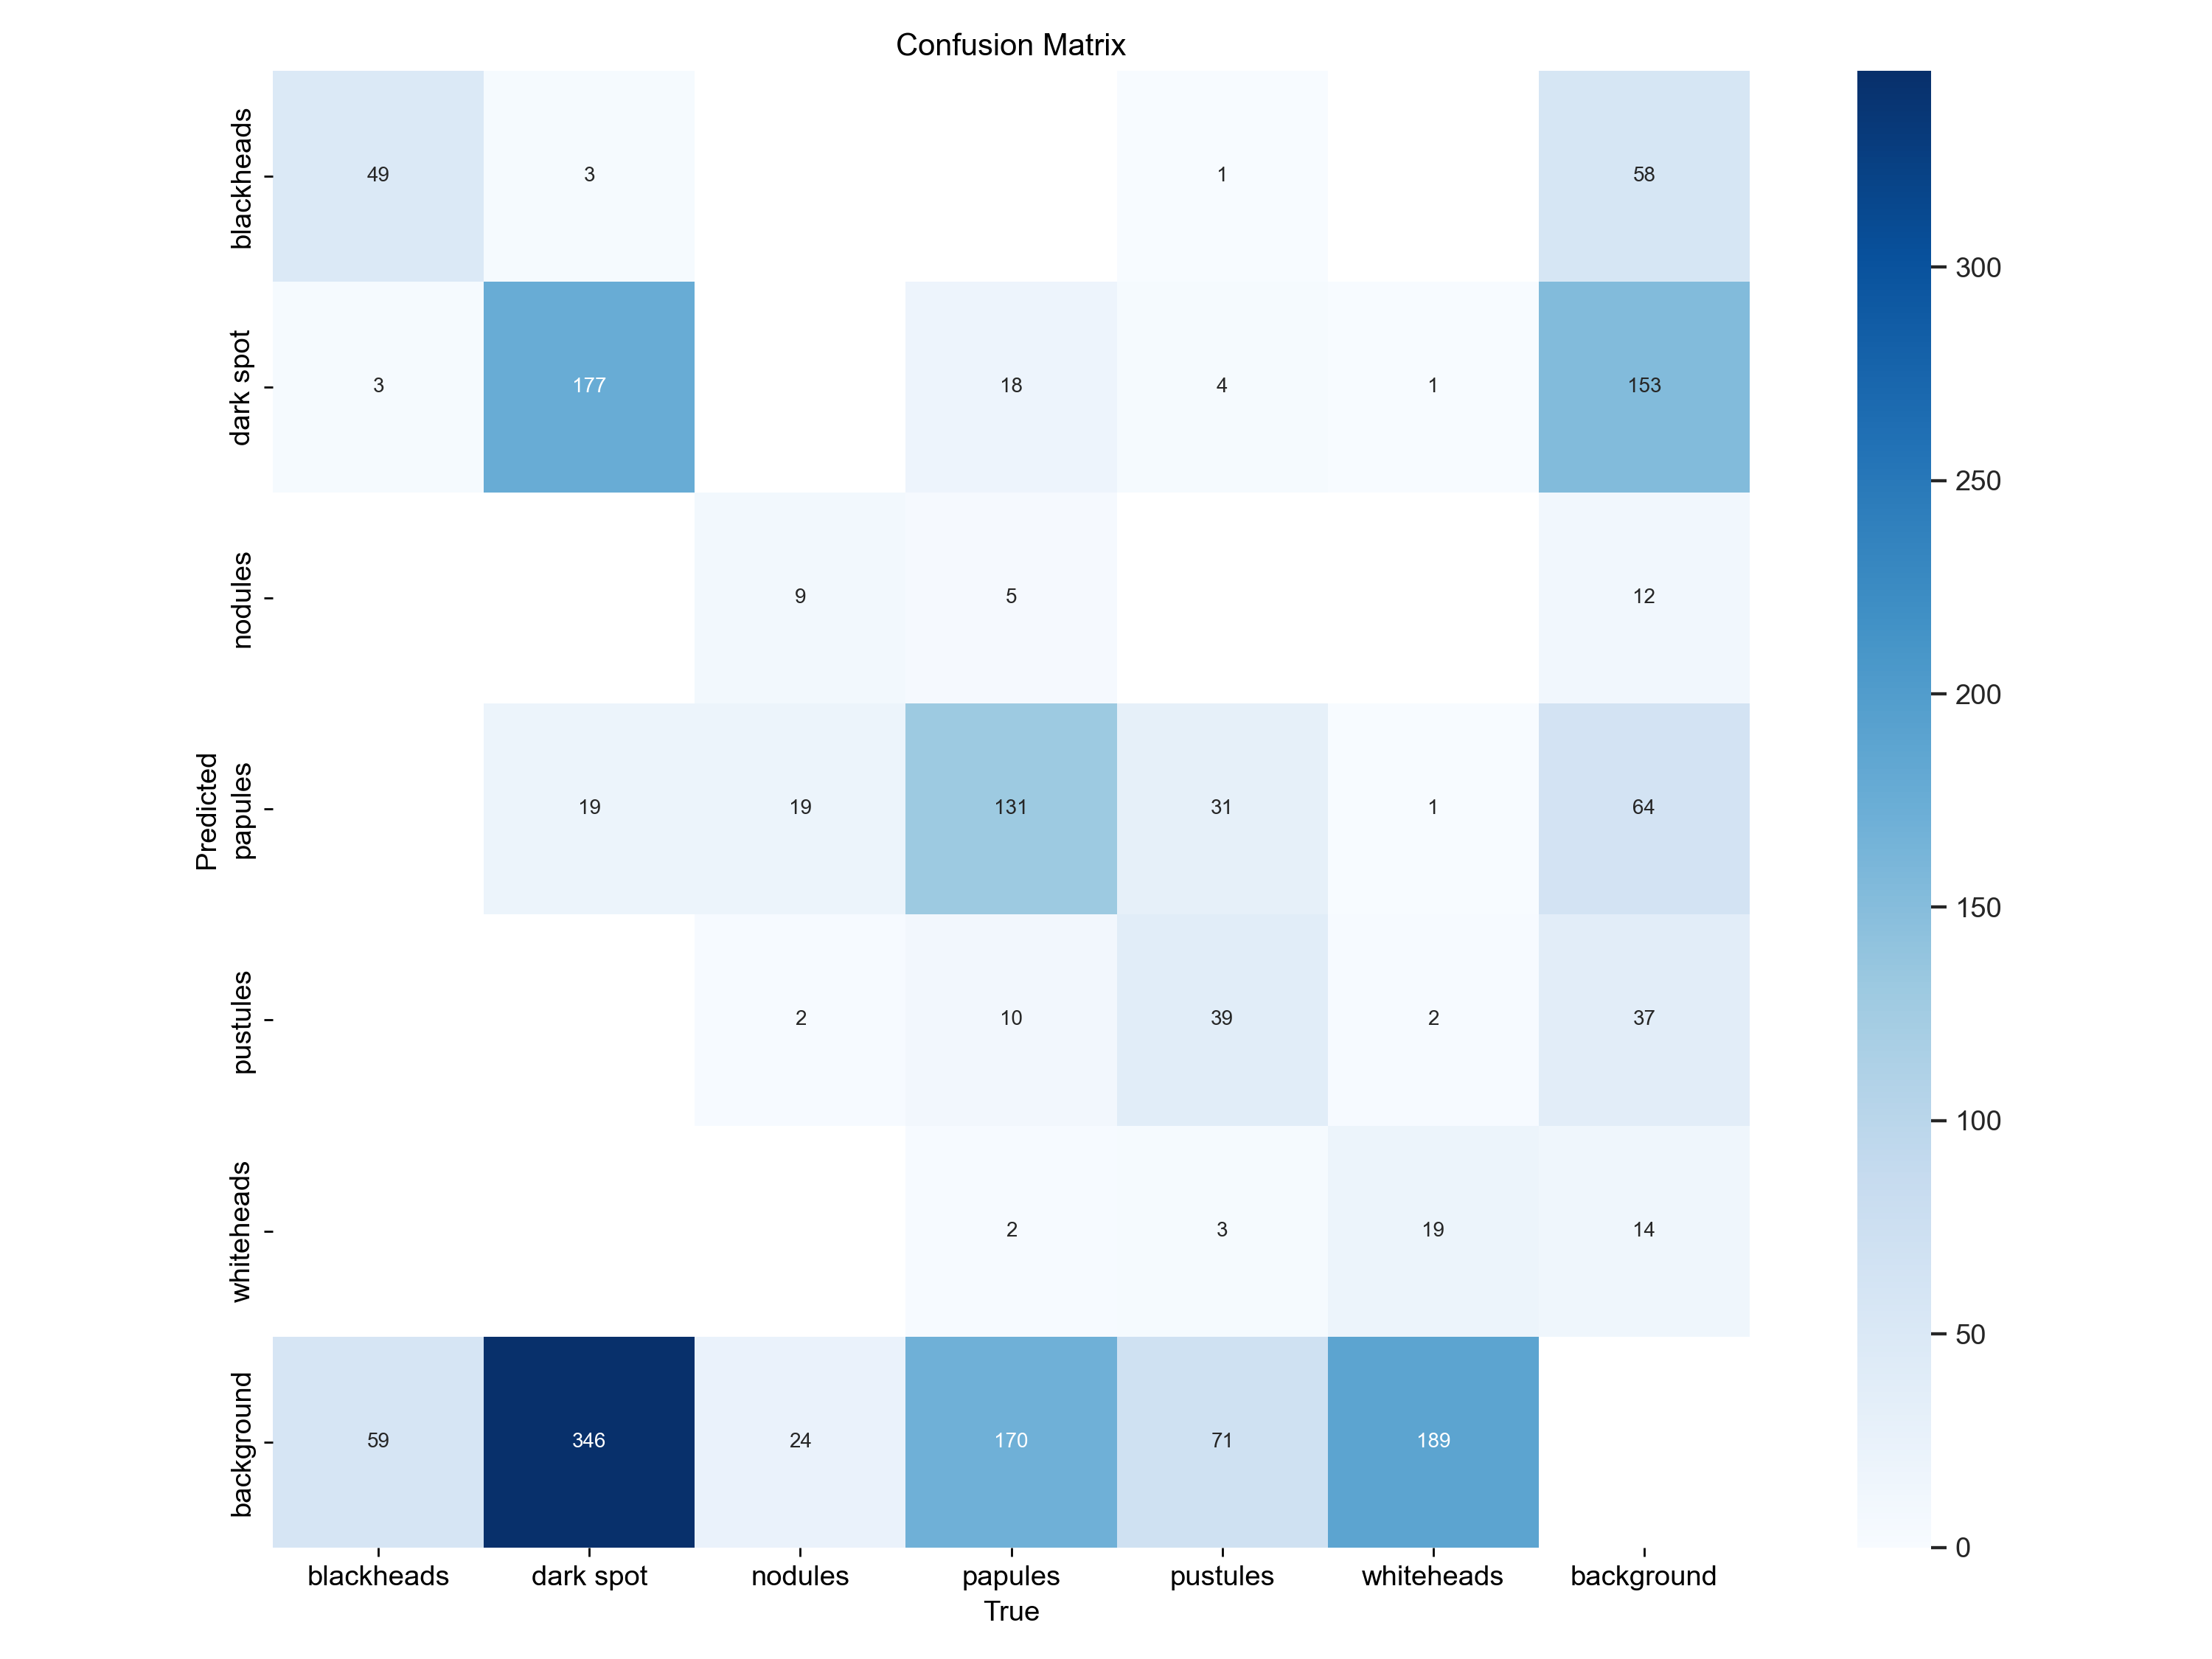 Confusion Matrix
blackheads 49 3 1 58
dark spot 3 177 18 4 1 153
nodules 9 5 12
papules 19 19 131 31 1 64
pustules 2 10 39 2 37
whiteheads 2 3 19 14
background 59 346 24 170 71 189
blackheads dark spot nodules papules pustules whiteheads background
True
Predicted
300
250
200
150
100
50
0